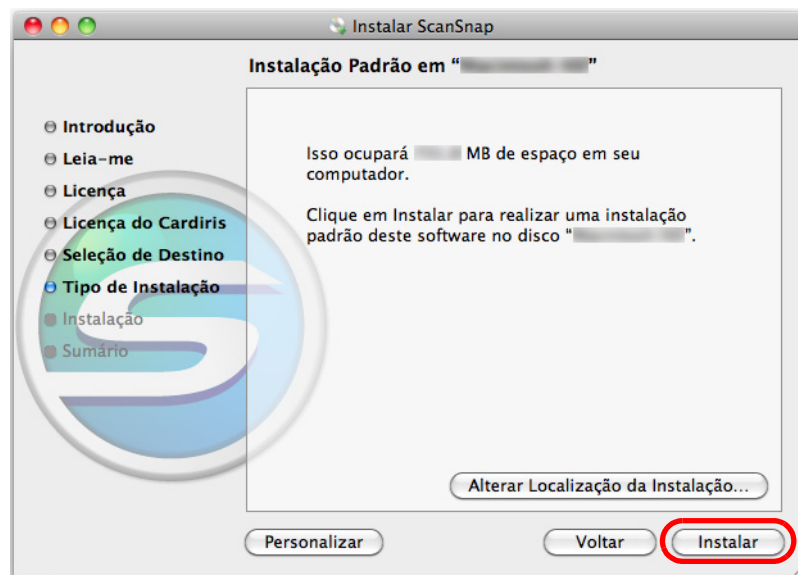 Instalar ScanSnap
Instalação Padrão em “ ”
Introdução
Leia-me
Licença
Licença do Cardiris
Seleção de Destino
Tipo de Instalação
Instalação
Sumário
Isso ocupará MB de espaço em seu
computador.
Clique em Instalar para realizar uma instalação
padrão deste software no disco “ ”.
Alterar Localização da Instalação...
Personalizar
Voltar
Instalar